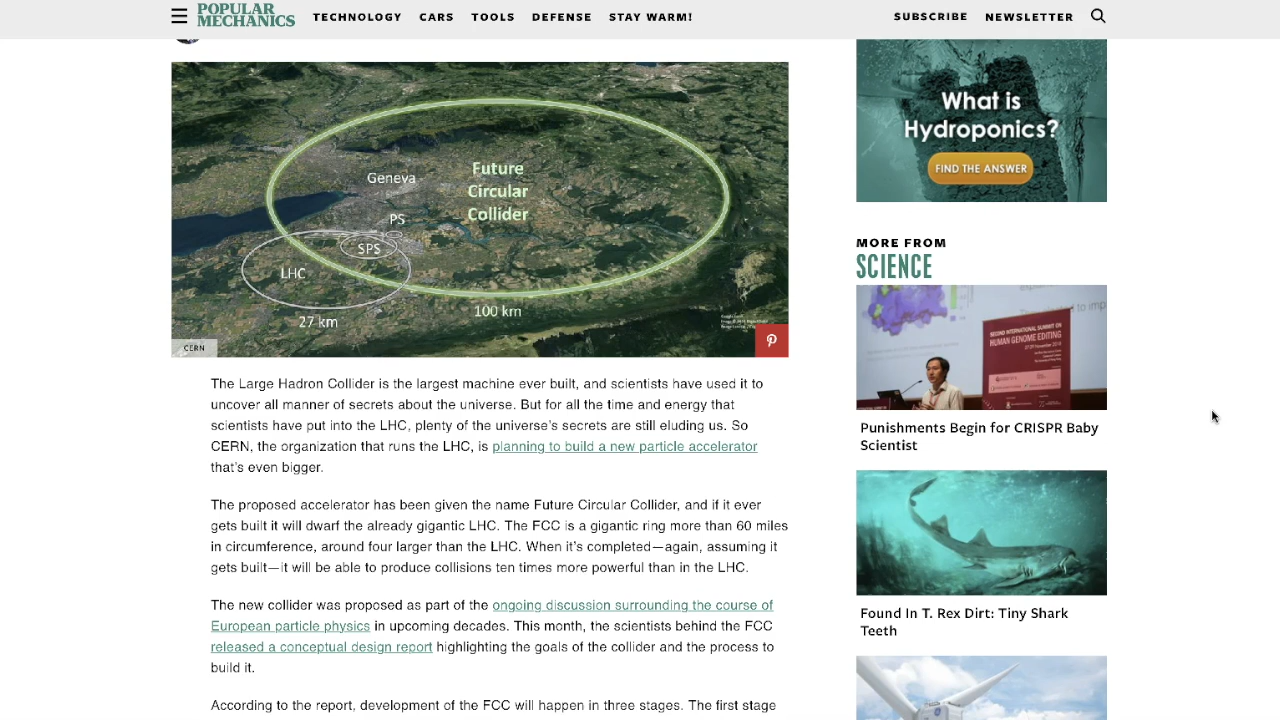 POPULAR
MECHANICS
TECHNOLOGY
CARS
TOOLS
DEFENSE
STAY WARM!
SUBSCRIBE
NEWSLETTER
Future
Circular
Collider
Geneva
PS
SPS
LHC
27 km
100 km
CERN
The Large Hadron Collider is the largest machine ever built, and scientists have used it to
uncover all manner of secrets about the universe. But for all the time and energy that
scientists have put into the LHC, plenty of the universe's secrets are still eluding us. So
CERN, the organization that runs the LHC, is planning to build a new particle accelerator
that's even bigger.
The proposed accelerator has been given the name Future Circular Collider, and if it ever
gets built it will dwarf the already gigantic LHC. The FCC is a gigantic ring more than 60 miles
in circumference, around four larger than the LHC. When it's completed—again, assuming it
gets built—it will be able to produce collisions ten times more powerful than in the LHC.
The new collider was proposed as part of the ongoing discussion surrounding the course of
European particle physics in upcoming decades. This month, the scientists behind the FCC
released a conceptual design report highlighting the goals of the collider and the process to
build it.
According to the report, development of the FCC will happen in three stages. The first stage
What is
Hydroponics?
FIND THE ANSWER
MORE FROM
SCIENCE
SECOND INTERNATIONAL SUMMIT ON
HUMAN GENOME EDITING
Punishments Begin for CRISPR Baby
Scientist
Found In T. Rex Dirt: Tiny Shark
Teeth